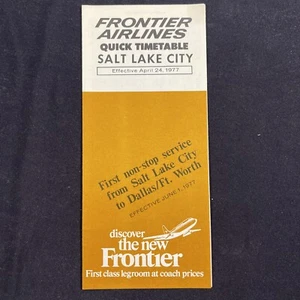 FRONTIER
AIRLINES
QUICK TIMETABLE
SALT LAKE CITY
Effective April 24, 1977
First non-stop service
from Salt Lake City
to Dallas/Ft. Worth
EFFECTIVE JUNE 1, 1977
discover
the new
Frontier
First class legroom at coach prices